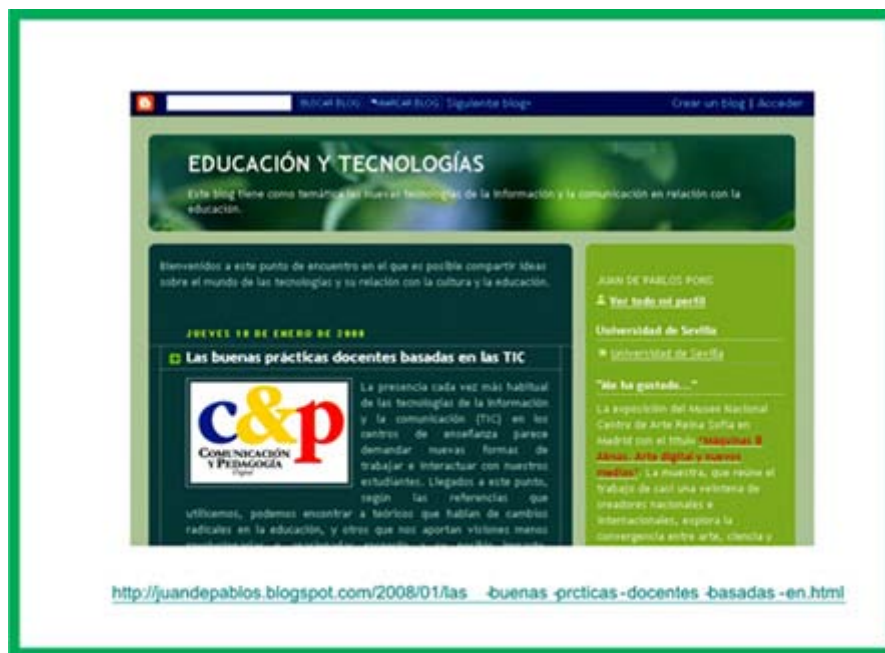 BUSCAR BLOG MARCAR BLOG Siguiente blog» Crear un blog | Acceder
EDUCACIÓN Y TECNOLOGÍAS
Este blog tiene como temática las nuevas tecnologías de la información y la comunicación en relación con la
educación.
Bienvenidos a este punto de encuentro en el que es posible compartir ideas
sobre el mundo de las tecnologías y su relación con la cultura y la educación.
JUEVES 10 DE ENERO DE 2008
Las buenas prácticas docentes basadas en las TIC
c&p
COMUNICACIÓN
Y PEDAGOGÍA
Digital
La presencia cada vez más habitual
de las tecnologías de la información
y la comunicación (TIC) en los
centros de enseñanza parece
demandar nuevas formas de
trabajar e interactuar con nuestros
estudiantes. Llegados a este punto,
según las referencias que
utilicemos, podemos encontrar a teóricos que hablan de cambios
radicales en la educación, y otros que nos aportan visiones menos
JUAN DE PABLOS PONS
Ver todo mi perfil
Universidad de Sevilla
Universidad de Sevilla
"Me ha gustado..."
La exposición del Museo Nacional
Centro de Arte Reina Sofía en
Madrid con el título "Máquinas &
Almas. Arte digital y nuevos
medios". La muestra, que reúne el
trabajo de casi una veintena de
creadores nacionales e
internacionales, explora la
convergencia entre arte, ciencia y
http://juandepablos.blogspot.com/2008/01/las -buenas -prcticas -docentes -basadas -en.html